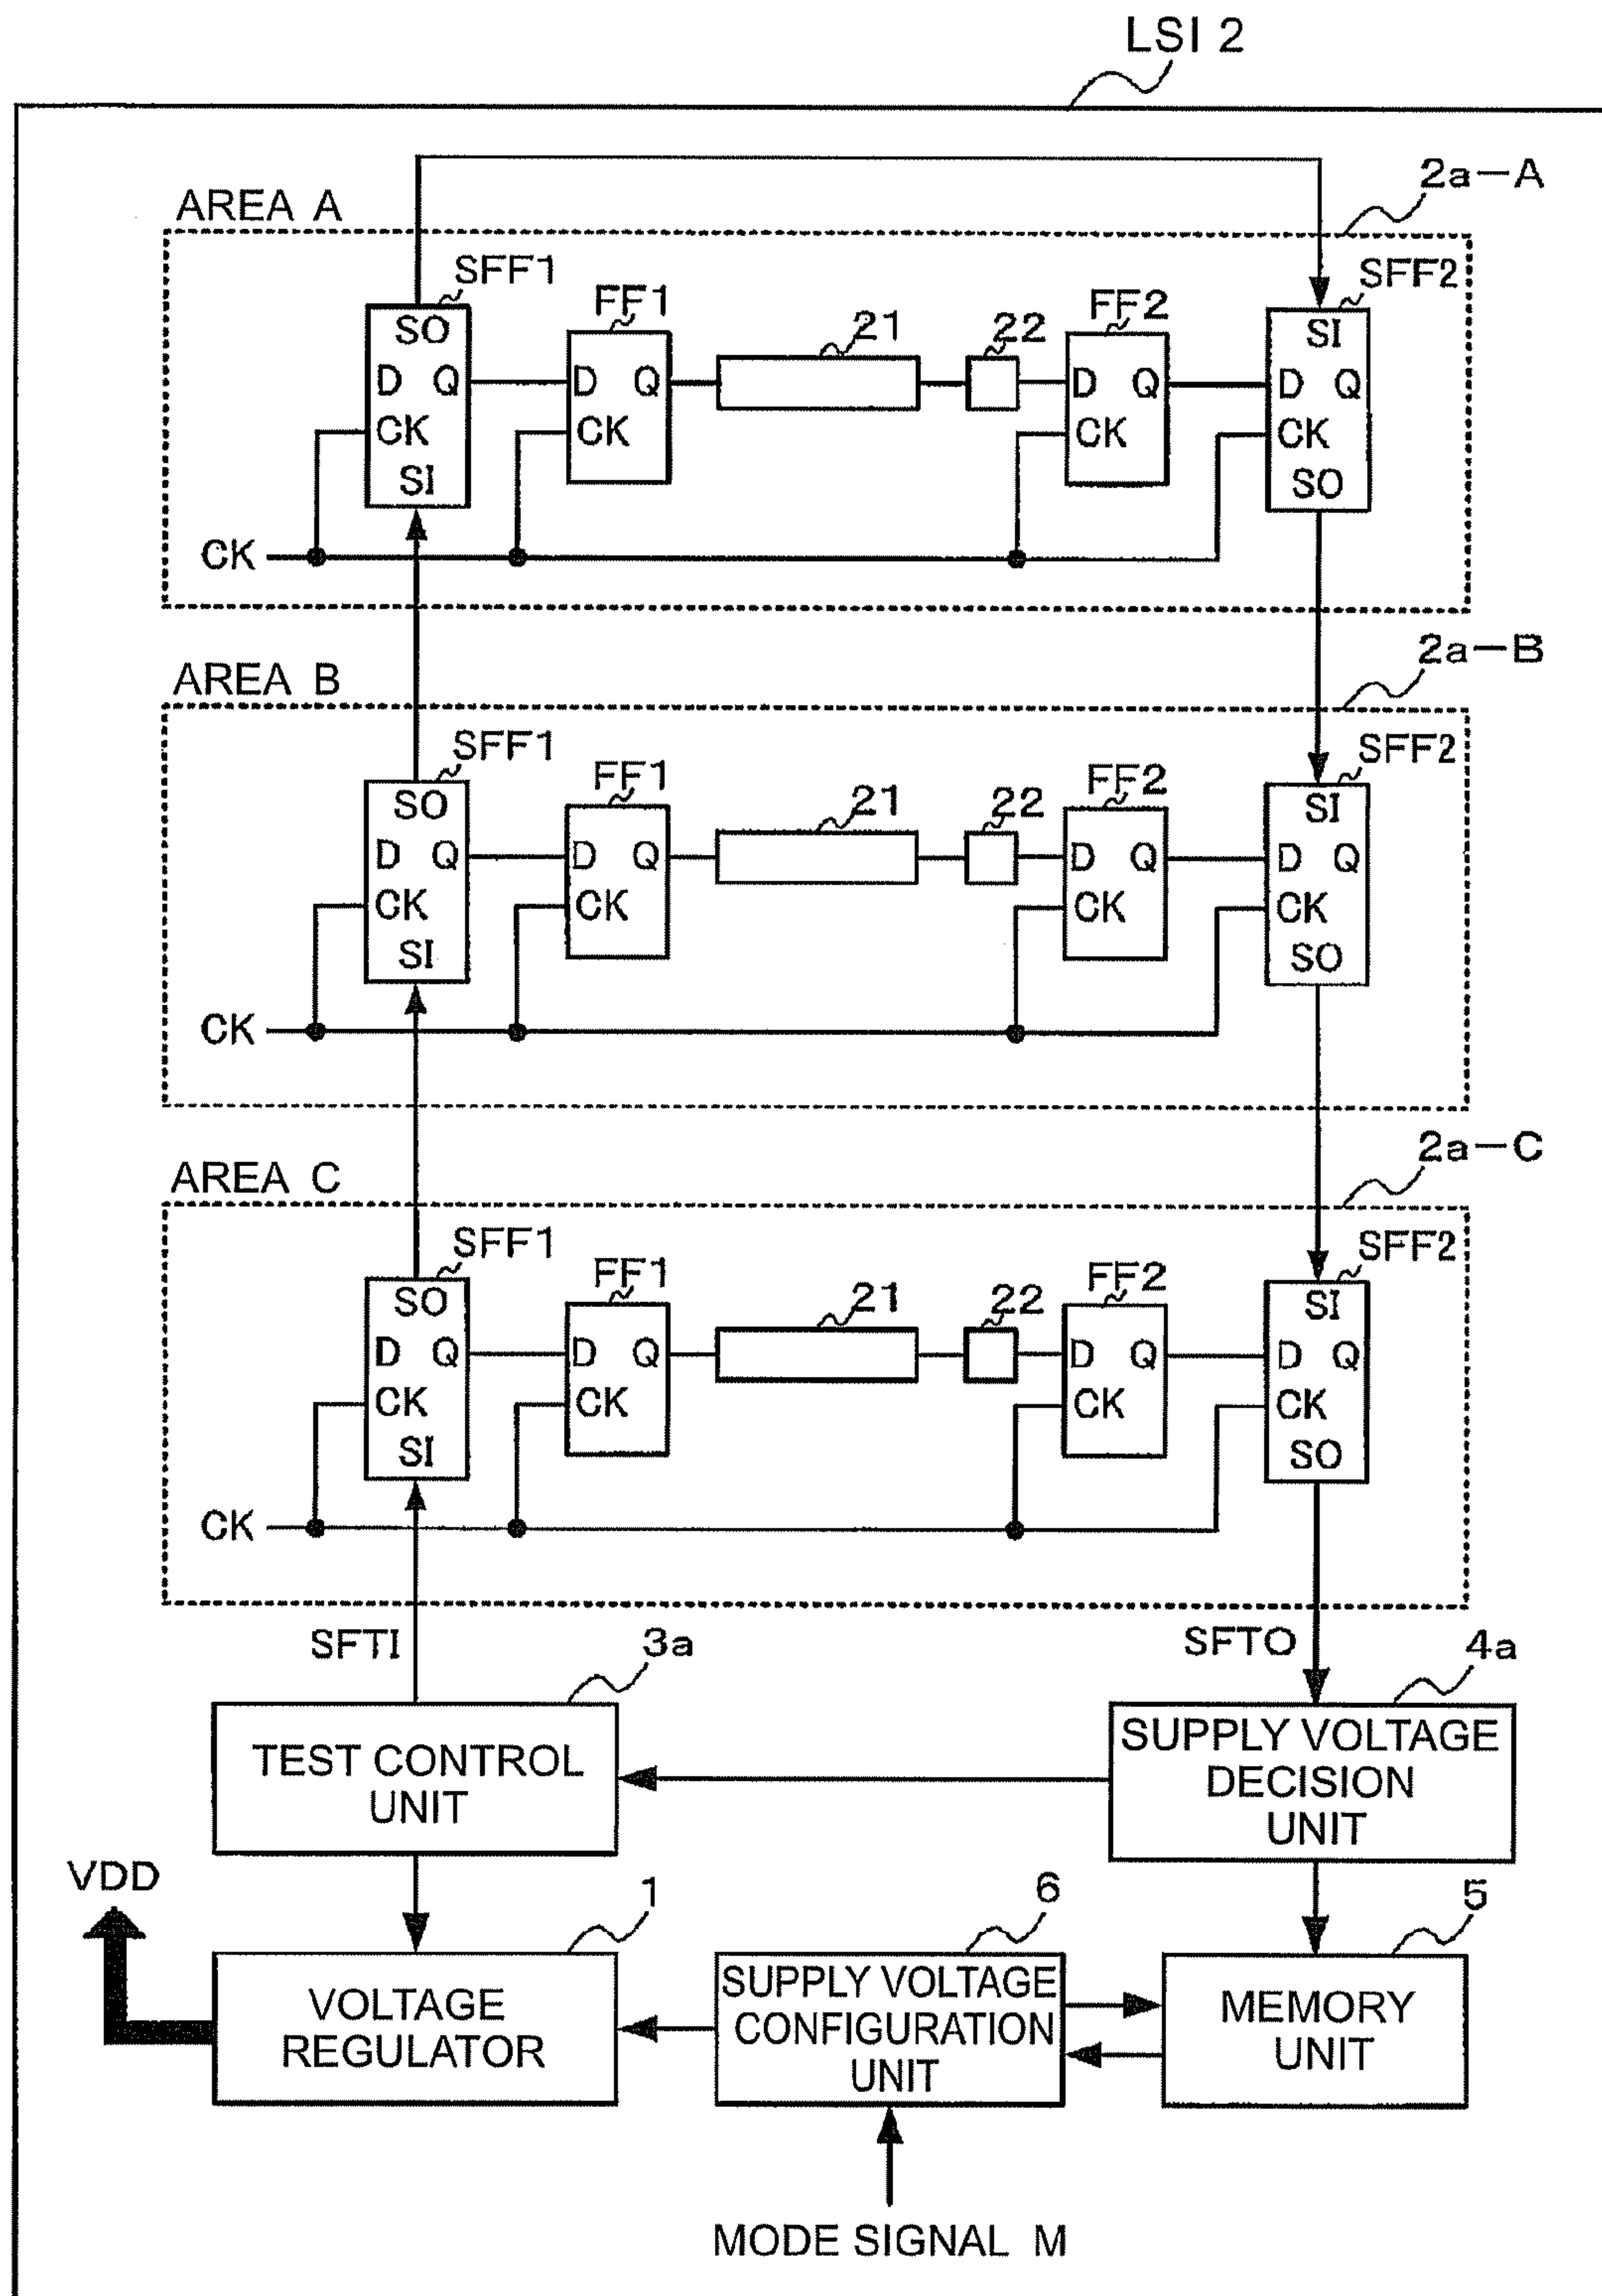 LSI 2
2a-A
AREA A
SFF1
FF1
21
22
FF2
SFF2
SO
SI
D Q
D Q
D Q
D Q
CK
CK
CK
CK
SI
SO
CK
2a-B
AREA B
SFF1
FF1
21
22
FF2
SFF2
SO
SI
D Q
D Q
D Q
D Q
CK
CK
CK
CK
SI
SO
CK
2a-C
AREA C
SFF1
FF1
21
22
FF2
SFF2
SO
SI
D Q
D Q
D Q
D Q
CK
CK
CK
CK
SI
SO
CK
SFTI
3a
SFTO
4a
TEST CONTROL
UNIT
SUPPLY VOLTAGE
DECISION
UNIT
VDD
1
6
5
VOLTAGE
REGULATOR
SUPPLY VOLTAGE
CONFIGURATION
UNIT
MEMORY
UNIT
MODE SIGNAL M